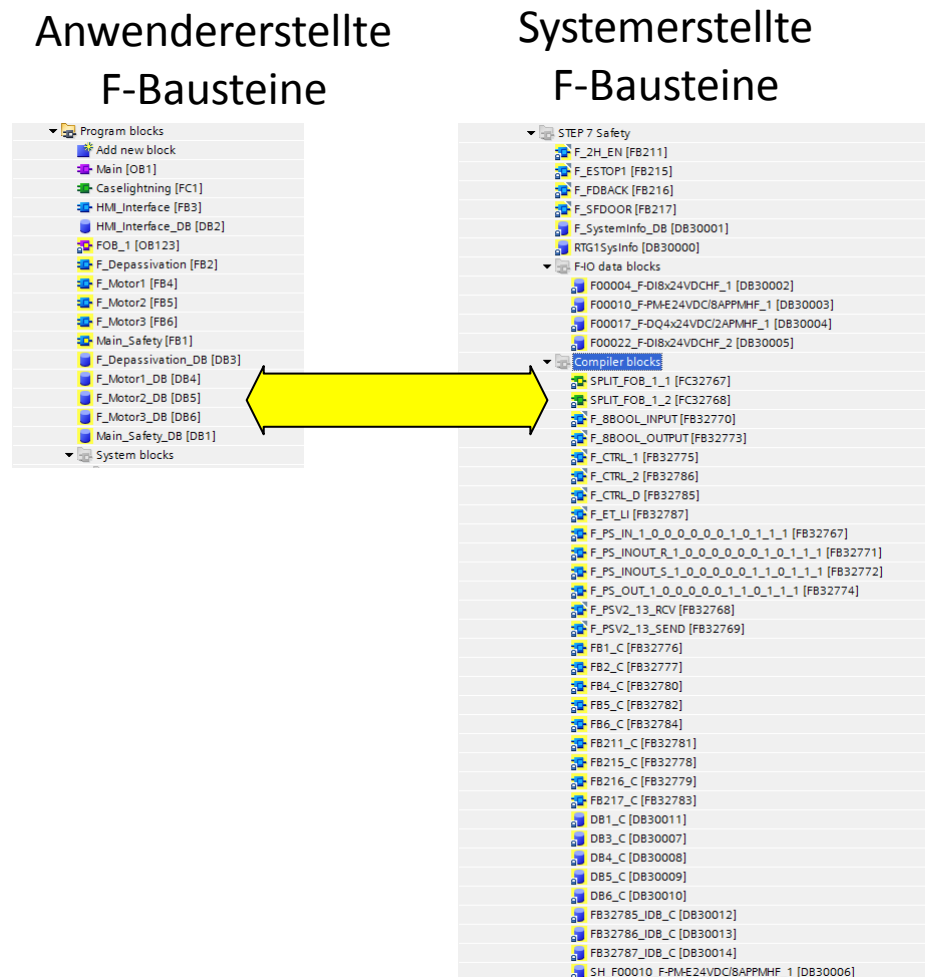 Anwendererstellte
F-Bausteine
Program blocks
Add new block
Main [OB1]
Caselightning [FC1]
HMI_Interface [FB3]
HMI_Interface_DB [DB2]
FOB_1 [OB123]
F_Depassivation [FB2]
F_Motor1 [FB4]
F_Motor2 [FB5]
F_Motor3 [FB6]
Main_Safety [FB1]
F_Depassivation_DB [DB3]
F_Motor1_DB [DB4]
F_Motor2_DB [DB5]
F_Motor3_DB [DB6]
Main_Safety_DB [DB1]
System blocks
Systemerstellte
F-Bausteine
STEP 7 Safety
F_2H_EN [FB211]
F_ESTOP1 [FB215]
F_FDBACK [FB216]
F_SFDOOR [FB217]
F_SystemInfo_DB [DB30001]
RTG1SysInfo [DB30000]
F-IO data blocks
F00004_F-DI8x24VDCHF_1 [DB30002]
F00010_F-PM-E24VDC/8APPMHF_1 [DB30003]
F00017_F-DQ4x24VDC/2APMHF_1 [DB30004]
F00022_F-DI8x24VDCHF_2 [DB30005]
Compiler blocks
SPLIT_FOB_1_1 [FC32767]
SPLIT_FOB_1_2 [FC32768]
F_8BOOL_INPUT [FB32770]
F_8BOOL_OUTPUT [FB32773]
F_CTRL_1 [FB32775]
F_CTRL_2 [FB32786]
F_CTRL_D [FB32785]
F_ET_LI [FB32787]
F_PS_IN_1_0_0_0_0_0_0_1_0_1_1_1 [FB32767]
F_PS_INOUT_R_1_0_0_0_0_0_0_1_0_1_1_1 [FB32771]
F_PS_INOUT_S_1_0_0_0_0_0_1_1_0_1_1_1 [FB32772]
F_PS_OUT_1_0_0_0_0_0_1_1_0_1_1_1 [FB32774]
F_PSV2_13_RCV [FB32768]
F_PSV2_13_SEND [FB32769]
FB1_C [FB32776]
FB2_C [FB32777]
FB4_C [FB32780]
FB5_C [FB32782]
FB6_C [FB32784]
FB211_C [FB32781]
FB215_C [FB32778]
FB216_C [FB32779]
FB217_C [FB32783]
DB1_C [DB30011]
DB3_C [DB30007]
DB4_C [DB30008]
DB5_C [DB30009]
DB6_C [DB30010]
FB32785_IDB_C [DB30012]
FB32786_IDB_C [DB30013]
FB32787_IDB_C [DB30014]
SH_F00010_F-PM-E24VDC/8APPMHF_1 [DB30006]